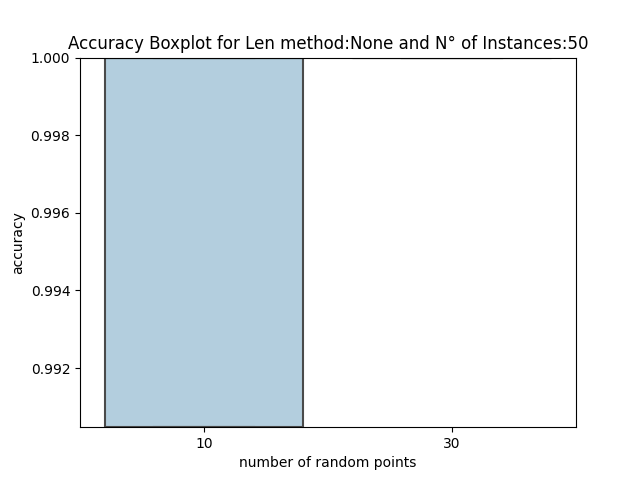 Accuracy Boxplot for Len method:None and N° of Instances:50
1.000
0.998
0.996
0.994
0.992
accuracy
10
30
number of random points